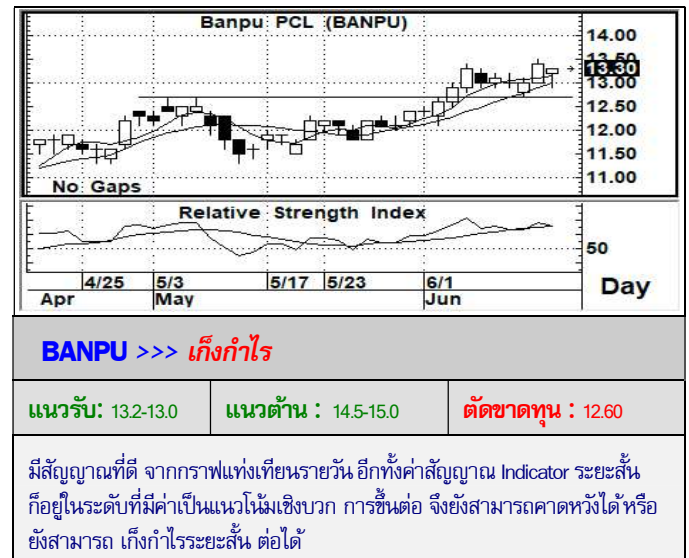 Banpu PCL (BANPU)
14.00
13.50
13.30
13.00
12.50
12.00
11.50
11.00
No Gaps
Relative Strength Index
50
4/25 5/3 5/17 5/23 6/1
Apr May Jun
Day
BANPU >>> เก็งกำไร
แนวรับ: 13.2-13.0 แนวต้าน : 14.5-15.0 ตัดขาดทุน : 12.60
มีสัญญาณที่ดี จากกราฟแท่งเทียนรายวัน อีกทั้งค่าสัญญาณ Indicator ระยะสั้น
ก็อยู่ในระดับที่มีค่าเป็นแนวโน้มเชิงบวก การขึ้นต่อ จึงยังสามารถคาดหวังได้ หรือ
ยังสามารถ เก็งกำไรระยะสั้น ต่อได้